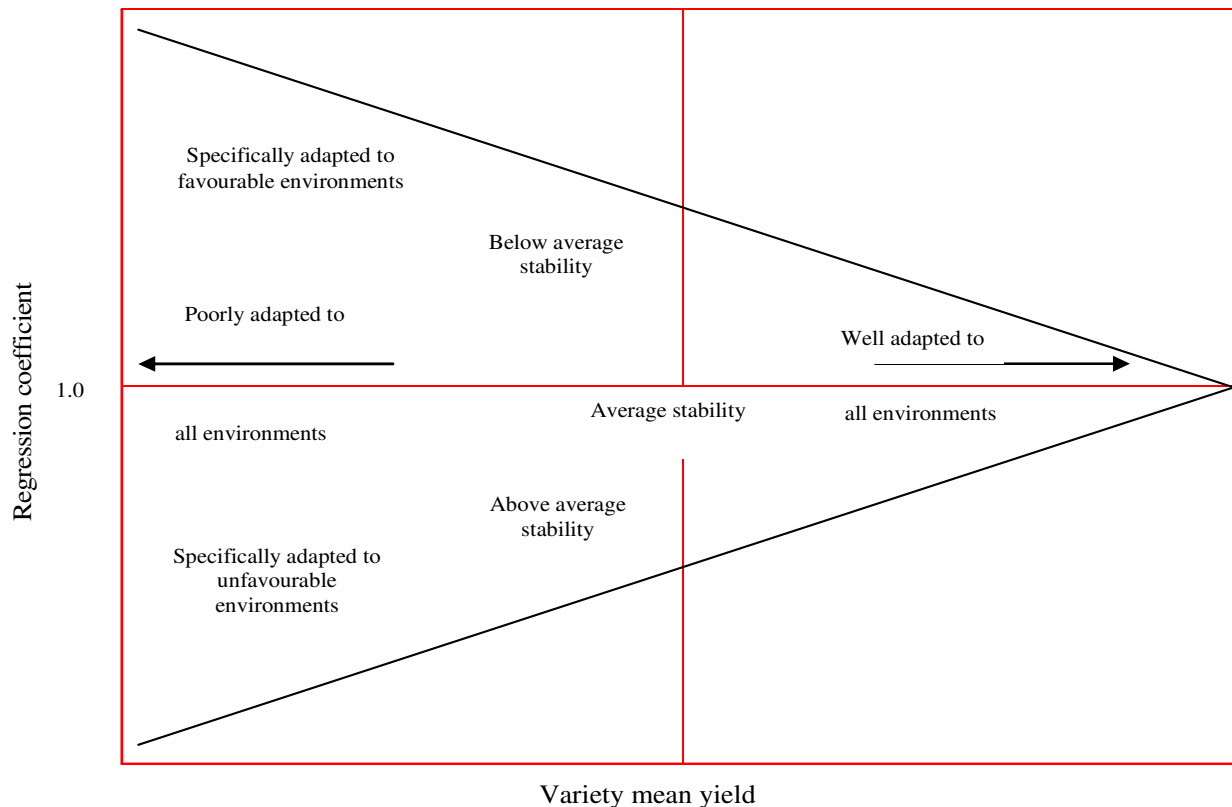 Specifically adapted to
favourable environments
Below average
stability
Poorly adapted to
Well adapted to
Regression coefficient
1.0
Average stability
all environments
all environments
Above average
stability
Specifically adapted to
unfavourable
environments
Variety mean yield